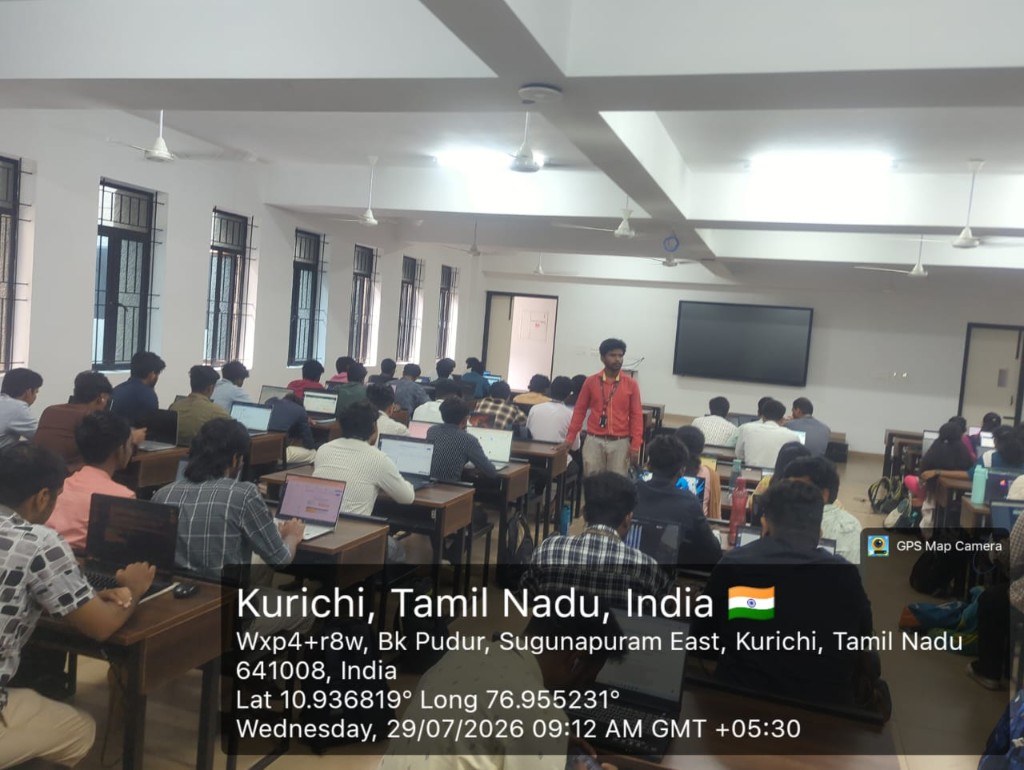 GPS Map Camera
Kurichi, Tamil Nadu, India 🇮🇳
Wxp4+r8w, Bk Pudur, Sugunapuram East, Kurichi, Tamil Nadu
641008, India
Lat 10.936819° Long 76.955231°
Wednesday, 29/07/2026 09:12 AM GMT +05:30